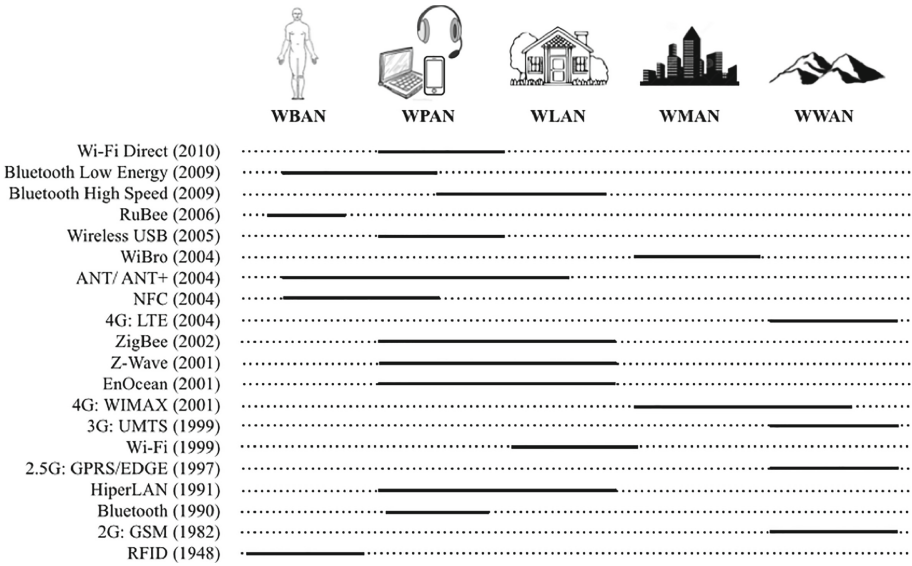 WBAN WPAN WLAN WMAN WWAN
Wi-Fi Direct (2010)
Bluetooth Low Energy (2009)
Bluetooth High Speed (2009)
RuBee (2006)
Wireless USB (2005)
WiBro (2004)
ANT/ ANT+ (2004)
NFC (2004)
4G: LTE (2004)
ZigBee (2002)
Z-Wave (2001)
EnOcean (2001)
4G: WIMAX (2001)
3G: UMTS (1999)
Wi-Fi (1999)
2.5G: GPRS/EDGE (1997)
HiperLAN (1991)
Bluetooth (1990)
2G: GSM (1982)
RFID (1948)